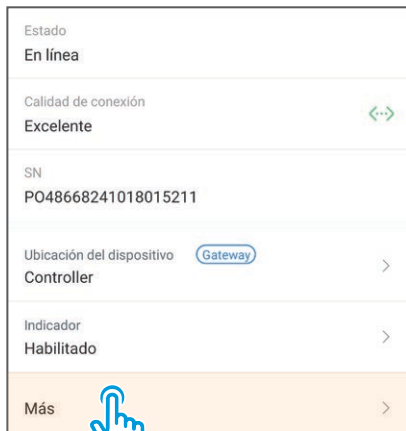 Estado
En línea
Calidad de conexión
Excelente
SN
PO48668241018015211
Ubicación del dispositivo Gateway
Controller
Indicador
Habilitado
Más